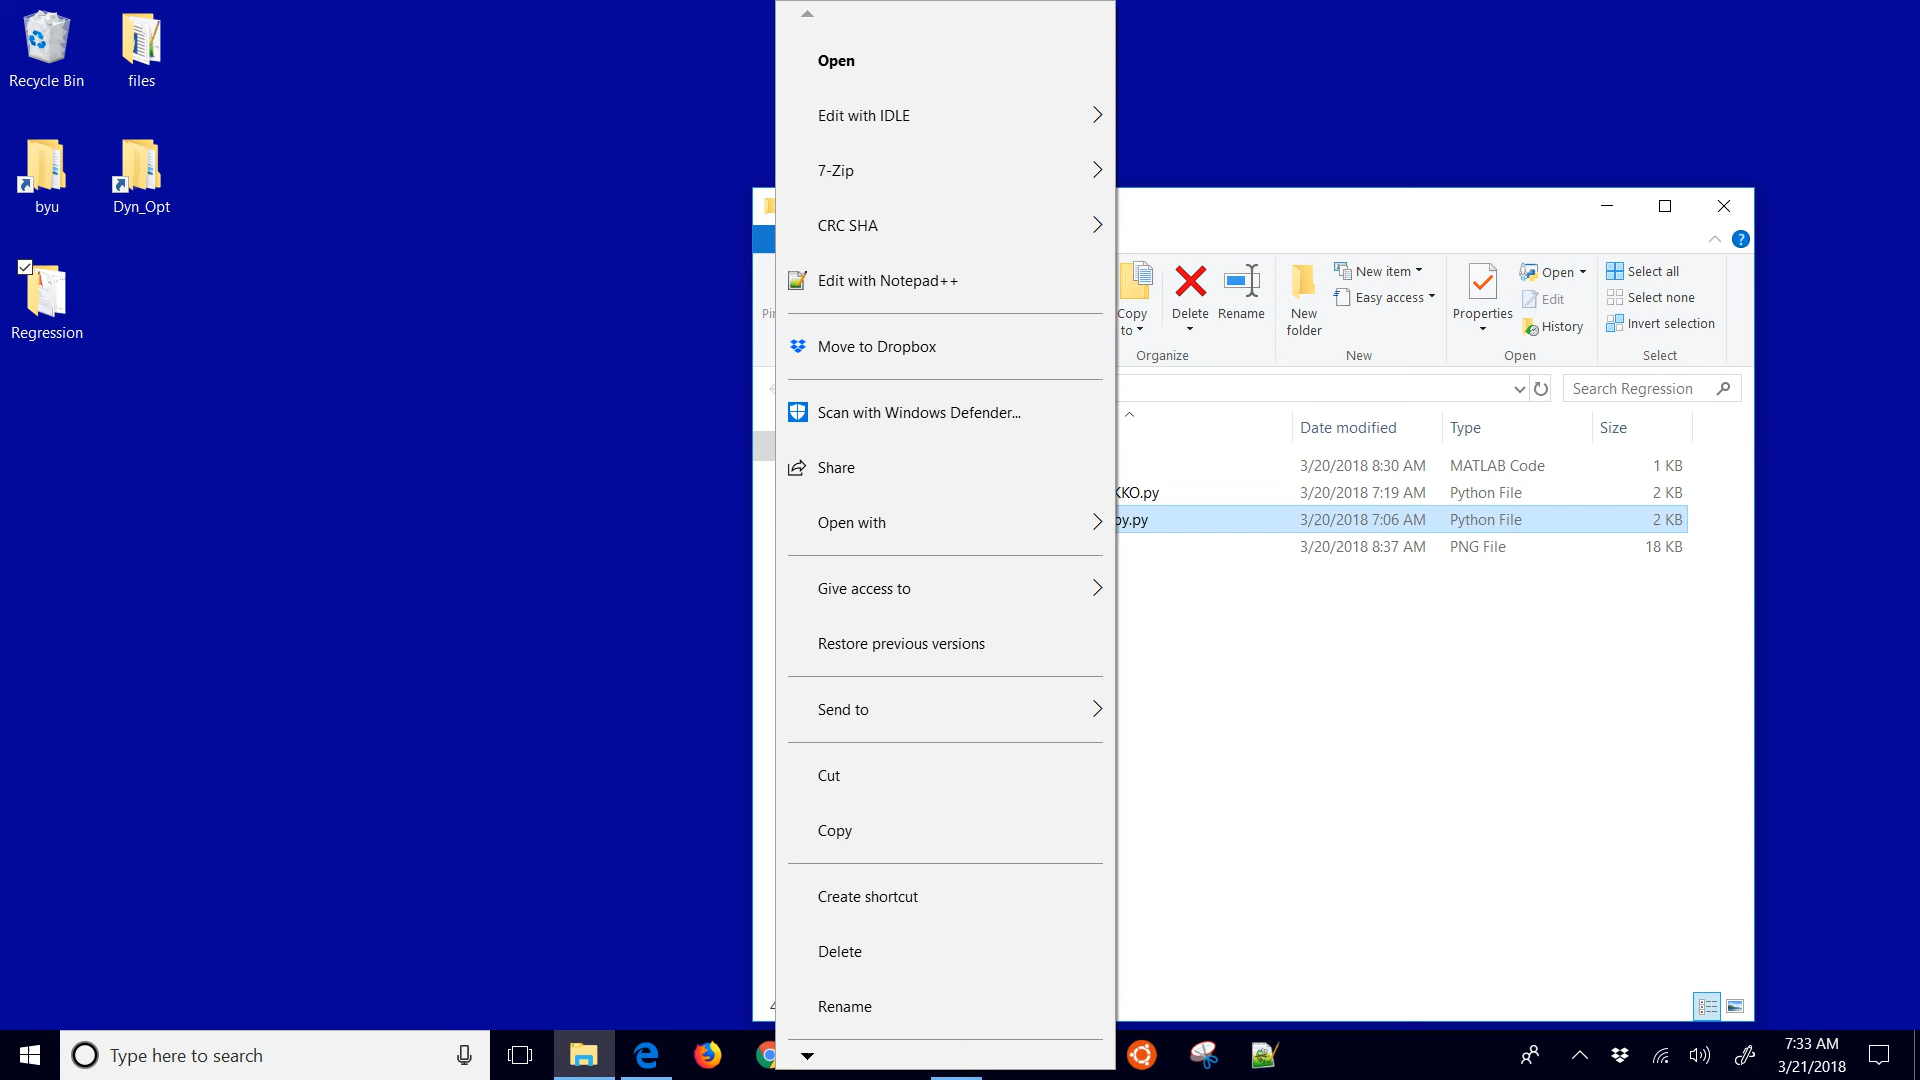 Recycle Bin
files
byu
Dyn_Opt
Regression
Open
Edit with IDLE
7-Zip
CRC SHA
Edit with Notepad++
Move to Dropbox
Scan with Windows Defender...
Share
Open with
Give access to
Restore previous versions
Send to
Cut
Copy
Create shortcut
Delete
Rename
Copy
to
Delete
Rename
Organize
New
folder
New item
Easy access
New
Properties
Open
Edit
History
Open
Select all
Select none
Invert selection
Select
Search Regression
Date modified Type Size
3/20/2018 8:30 AM MATLAB Code 1 KB
KKO.py 3/20/2018 7:19 AM Python File 2 KB
py.py 3/20/2018 7:06 AM Python File 2 KB
3/20/2018 8:37 AM PNG File 18 KB
Type here to search
7:33 AM
3/21/2018